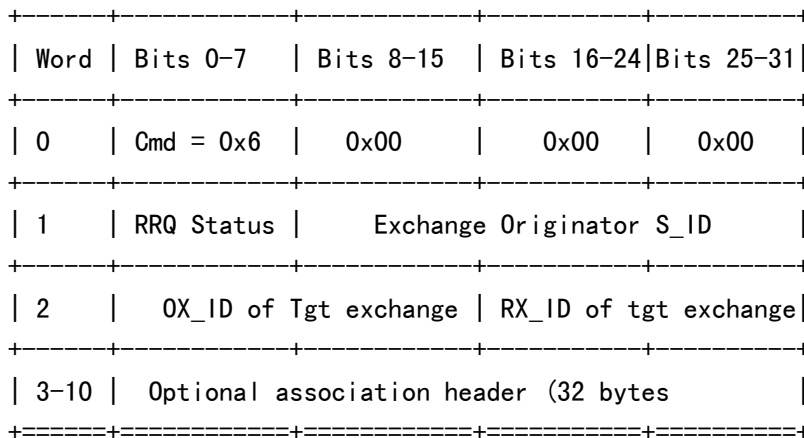 +------+------------+------------+-----------+----------+
| Word | Bits 0-7 | Bits 8-15 | Bits 16-24|Bits 25-31|
+------+------------+------------+-----------+----------+
| 0 | Cmd = 0x6 | 0x00 | 0x00 | 0x00 |
+------+------------+------------+-----------+----------+
| 1 | RRQ Status | Exchange Originator S_ID |
+------+------------+------------+-----------+----------+
| 2 | OX_ID of Tgt exchange | RX_ID of tgt exchange|
+------+------------+------------+-----------+----------+
| 3-10 | Optional association header (32 bytes |
+======+============+============+===========+==========+